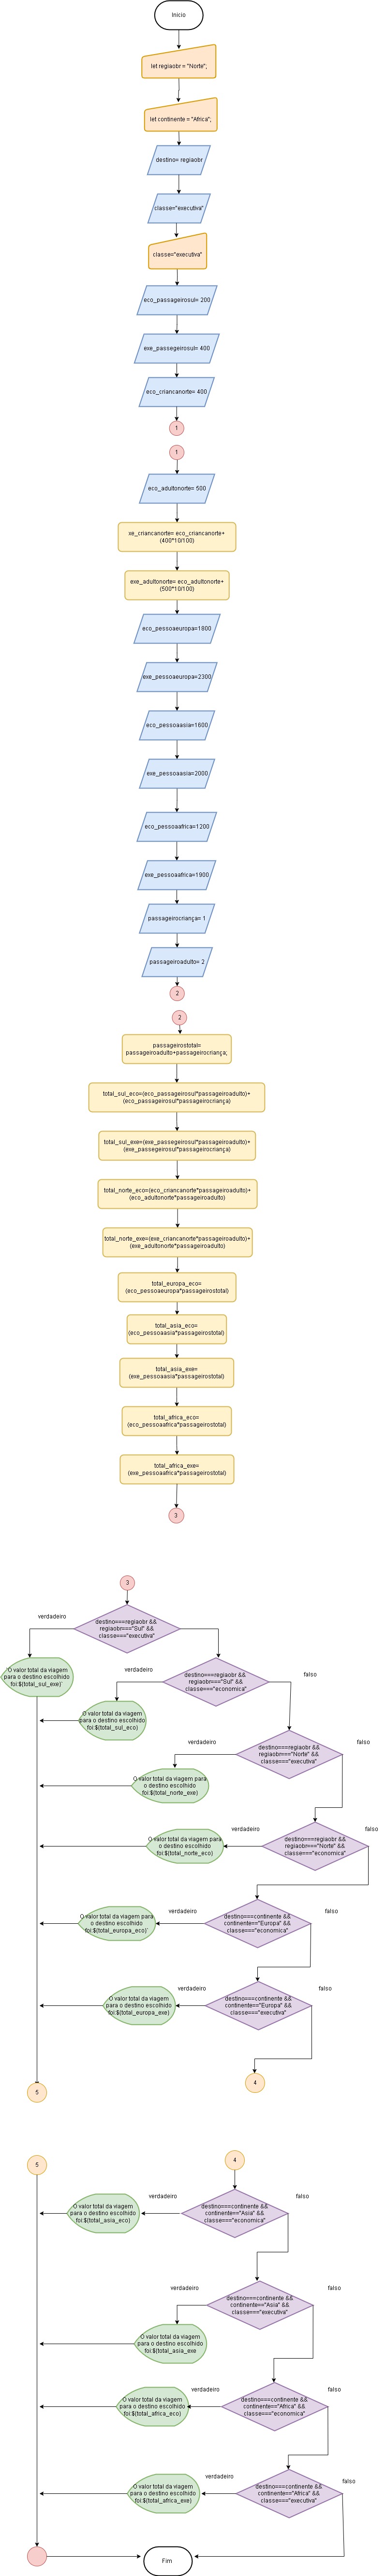 Inicio
let regiaobr = "Norte";
let continente = "Africa";
destino= regiaobr
classe="executiva"
classe="executiva"
eco_passageirosul= 200
exe_passegeirosul= 400
eco_criancanorte= 400
1
1
eco_adultonorte= 500
xe_criancanorte= eco_criancanorte+
(400*10/100)
exe_adultonorte= eco_adultonorte+
(500*10/100)
eco_pessoaeuropa=1800
exe_pessoaeuropa=2300
eco_pessoaasia=1600
exe_pessoaasia=2000
eco_pessoaafrica=1200
exe_pessoaafrica=1900
passageirocriança= 1
passageiroadulto= 2
2
2
passageirostotal=
passageiroadulto+passageirocriança;
total_sul_eco=(eco_passageirosul*passageiroadulto)+
(eco_passageirosul*passageirocriança)
total_sul_exe=(exe_passegeirosul*passageiroadulto)+
(exe_passegeirosul*passageirocriança)
total_norte_eco=(eco_criancanorte*passageiroadulto)+
(eco_adultonorte*passageiroadulto)
total_norte_exe=(exe_criancanorte*passageiroadulto)+
(exe_adultonorte*passageiroadulto)
total_europa_eco=
(eco_pessoaeuropa*passageirostotal)
total_asia_eco=
(eco_pessoaasia*passageirostotal)
total_asia_exe=
(exe_pessoaasia*passageirostotal)
total_africa_eco=
(eco_pessoaafrica*passageirostotal)
total_africa_exe=
(exe_pessoaafrica*passageirostotal)
3
3
verdadeiro
destino===regiaobr &&
regiaobr==="Sul" &&
classe==="executiva"
O valor total da viagem
para o destino escolhido
foi:$(total_sul_exe)'
verdadeiro
destino===regiaobr &&
regiaobr==="Sul" &&
classe==="economica"
falso
O valor total da viagem
para o destino escolhido
foi:$(total_sul_eco)
verdadeiro
destino===regiaobr &&
regiaobr==="Norte" &&
classe==="executiva"
falso
O valor total da viagem para
o destino escolhido
foi:$(total_norte_exe)
verdadeiro
destino===regiaobr &&
regiaobr==="Norte" &&
classe==="economica"
falso
O valor total da viagem para
o destino escolhido
foi:$(total_norte_eco)
verdadeiro
destino===continente &&
continente=="Europa" &&
classe==="economica"
falso
O valor total da viagem para
o destino escolhido
foi:$(total_europa_eco)'
verdadeiro
destino===continente &&
continente=="Europa" &&
classe==="executiva"
falso
O valor total da viagem
para o destino escolhido
foi:$(total_europa_exe)
5
4
5
4
verdadeiro
destino===continente &&
continente=="Asia" &&
classe==="economica"
falso
O valor total da viagem
para o destino escolhido
foi:$(total_asia_eco)
verdadeiro
destino===continente &&
continente=="Asia" &&
classe==="executiva"
falso
O valor total da viagem
para o destino escolhido
foi:$(total_asia_exe
verdadeiro
destino===continente &&
continente=="Africa" &&
classe==="economica"
falso
O valor total da viagem
para o destino escolhido
foi:$(total_africa_eco)
verdadeiro
destino===continente &&
continente=="Africa" &&
classe==="executiva"
falso
O valor total da viagem
para o destino escolhido
foi:$(total_africa_exe)
Fim